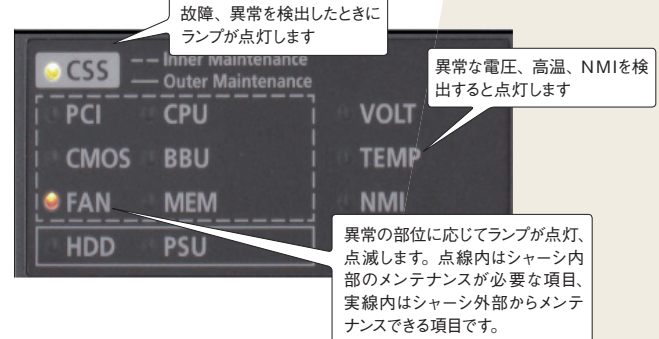 故障、異常を検出したときに
ランプが点灯します
CSS
Inner Maintenance
Outer Maintenance
異常な電圧、高温、NMIを検
出すると点灯します
PCI CPU VOLT
CMOS BBU TEMP
FAN MEM NMI
HDD PSU
異常の部位に応じてランプが点灯、
点滅します。点線内はシャーシ内
部のメンテナンスが必要な項目、
実線内はシャーシ外部からメンテ
ナンスできる項目です。